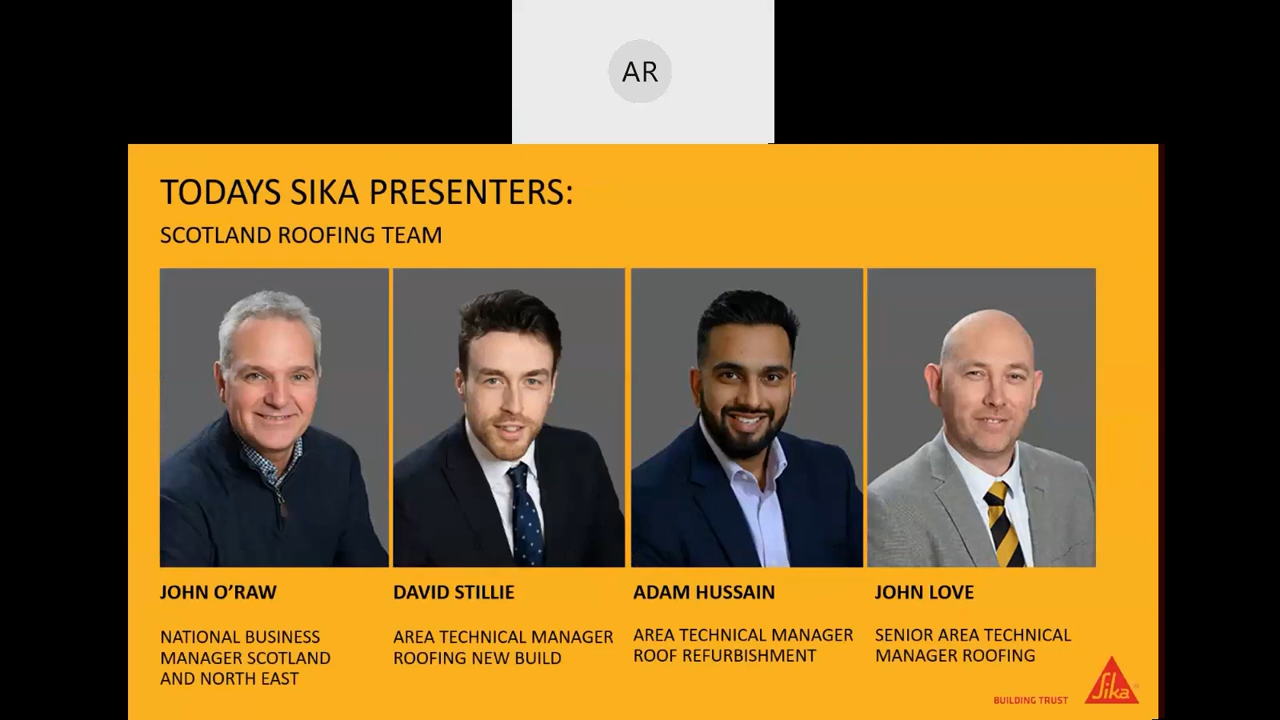 AR
TODAYS SIKA PRESENTERS:
SCOTLAND ROOFING TEAM
JOHN O’RAW
NATIONAL BUSINESS
MANAGER SCOTLAND
AND NORTH EAST
DAVID STILLIE
AREA TECHNICAL MANAGER
ROOFING NEW BUILD
ADAM HUSSAIN
AREA TECHNICAL MANAGER
ROOF REFURBISHMENT
JOHN LOVE
SENIOR AREA TECHNICAL
MANAGER ROOFING
BUILDING TRUST
Sika®